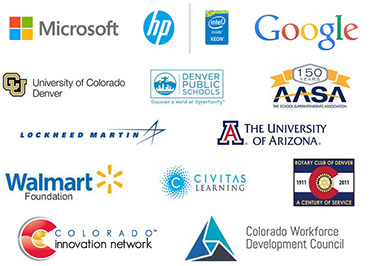 Microsoft
hp
intel
inside
XEON
Google
University of Colorado
Denver
DENVER
PUBLIC
SCHOOLS
Discover a World of Opportunity™
150
YEARS
AASA
THE SCHOOL SUPERINTENDENTS ASSOCIATION
LOCKHEED MARTIN
A
THE UNIVERSITY
OF ARIZONA®
Walmart
Foundation
C
CIVITAS
LEARNING
ROTARY CLUB OF DENVER
1911
2011
A CENTURY OF SERVICE
COLORADO™
innovation network
Colorado Workforce
Development Council